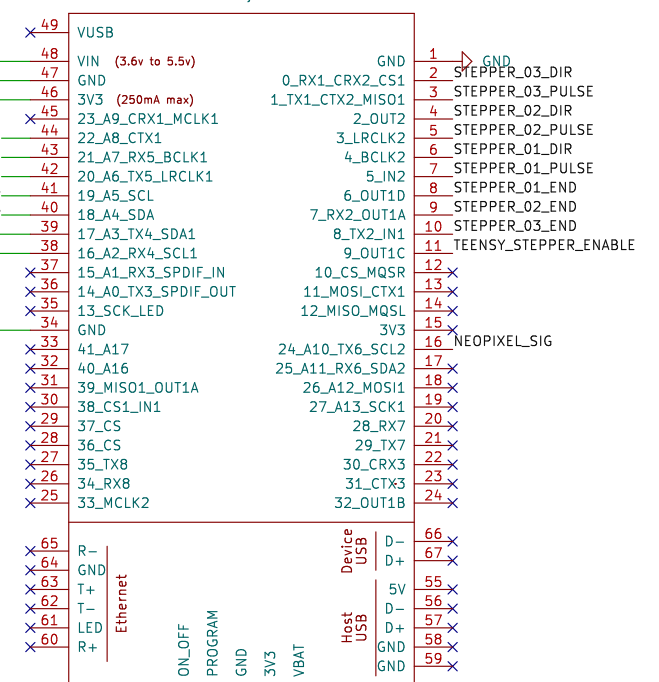 49 VUSB
48 VIN (3.6v to 5.5v) GND 1 GND
47 GND 0_RX1_CRX2_CS1 2 STEPPER_03_DIR
46 3V3 (250mA max) 1_TX1_CTX2_MISO1 3 STEPPER_03_PULSE
45 23_A9_CRX1_MCLK1 2_OUT2 4 STEPPER_02_DIR
44 22_A8_CTX1 3_LRCLK2 5 STEPPER_02_PULSE
43 21_A7_RX5_BCLK1 4_BCLK2 6 STEPPER_01_DIR
42 20_A6_TX5_LRCLK1 5_IN2 7 STEPPER_01_PULSE
41 19_A5_SCL 6_OUT1D 8 STEPPER_01_END
40 18_A4_SDA 7_RX2_OUT1A 9 STEPPER_02_END
39 17_A3_TX4_SDA1 8_TX2_IN1 10 STEPPER_03_END
38 16_A2_RX4_SCL1 9_OUT1C 11 TEENSY_STEPPER_ENABLE
37 15_A1_RX3_SPDIF_IN 10_CS_MQSR 12
36 14_A0_TX3_SPDIF_OUT 11_MOSI_CTX1 13
35 13_SCK_LED 12_MISO_MQSL 14
34 GND 3V3 15
33 41_A17 24_A10_TX6_SCL2 16 NEOPIXEL_SIG
32 40_A16 25_A11_RX6_SDA2 17
31 39_MISO1_OUT1A 26_A12_MOSI1 18
30 38_CS1_IN1 27_A13_SCK1 19
29 37_CS 28_RX7 20
28 36_CS 29_TX7 21
27 35_TX8 30_CRX3 22
26 34_RX8 31_CTX3 23
25 33_MCLK2 32_OUT1B 24
Device USB
D- 66
D+ 67
65 R-
64 GND
63 T+
62 T-
61 LED
60 R+
Ethernet
Host USB
5V 55
D- 56
D+ 57
GND 58
GND 59
ON_OFF
PROGRAM
GND
3V3
VBAT